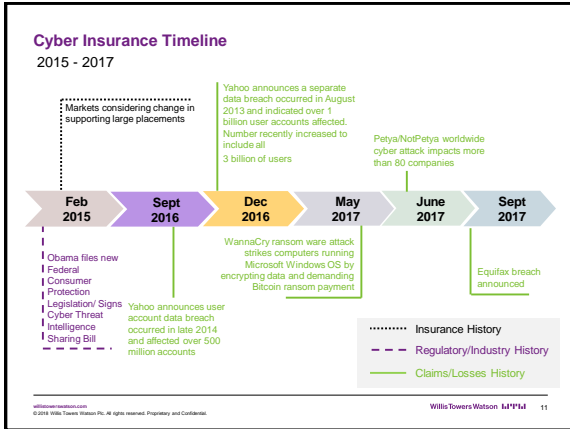 Cyber Insurance Timeline
2015 - 2017
Markets considering change in
supporting large placements
Yahoo announces a separate
data breach occurred in August
2013 and indicated over 1
billion user accounts affected.
Number recently increased to
include all
3 billion of users
Petya/NotPetya worldwide
cyber attack impacts more
than 80 companies
Feb
2015
Sept
2016
Dec
2016
May
2017
June
2017
Sept
2017
Obama files new
Federal
Consumer
Protection
Legislation/ Signs
Cyber Threat
Intelligence
Sharing Bill
Yahoo announces user
account data breach
occurred in late 2014
and affected over 500
million accounts
WannaCry ransom ware attack
strikes computers running
Microsoft Windows OS by
encrypting data and demanding
Bitcoin ransom payment
Equifax breach
announced
Insurance History
Regulatory/Industry History
Claims/Losses History
willistowerswatson.com
© 2018 Willis Towers Watson Plc. All rights reserved. Proprietary and Confidential.
Willis Towers Watson
11